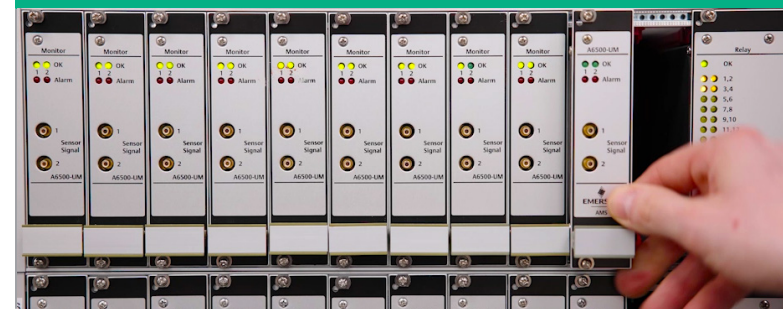 Monitor
OK
1 2
Alarm
1
Sensor
Signal
2
A6500-UM
Monitor
OK
1 2
Alarm
1
Sensor
Signal
2
A6500-UM
Monitor
OK
1 2
Alarm
1
Sensor
Signal
2
A6500-UM
Monitor
OK
1 2
Alarm
1
Sensor
Signal
2
A6500-UM
Monitor
OK
1 2
Alarm
1
Sensor
Signal
2
A6500-UM
Monitor
OK
1 2
Alarm
1
Sensor
Signal
2
A6500-UM
Monitor
OK
1 2
Alarm
1
Sensor
Signal
2
A6500-UM
Monitor
OK
1 2
Alarm
1
Sensor
Signal
2
A6500-UM
Monitor
OK
1 2
Alarm
1
Sensor
Signal
2
A6500-UM
A6500-UM
OK
1 2
Alarm
1
Sensor
Signal
2
EMERS
AMS
Relay
OK
1,2
3,4
5,6
7,8
9,10